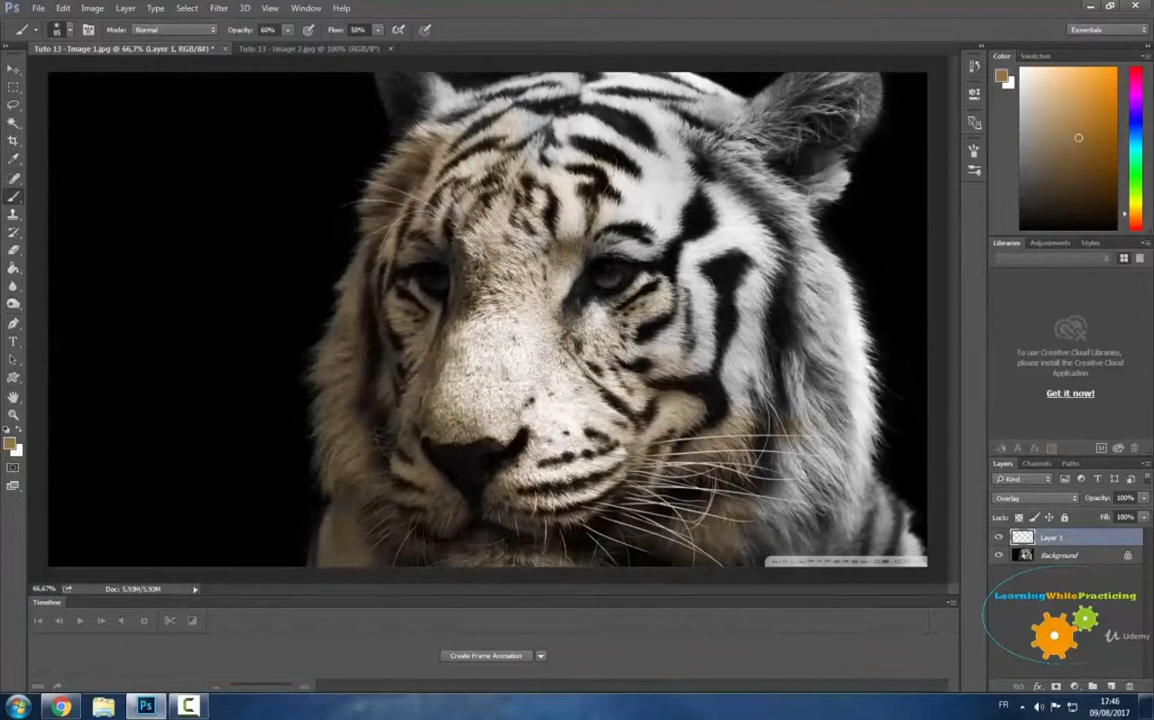 Ps File Edit Image Layer Type Select Filter 3D View Window Help
85 Mode: Normal Opacity: 60% Flow: 50% Essentials
Tuto 13 - Image 1.jpg @ 66,7% (Layer 1, RGB/8#) * × Tuto 13 - Image 2.jpg @ 100% (RGB/8*) ×
Color Swatches
Libraries Adjustments Styles
To use Creative Cloud Libraries,
please install the Creative Cloud
Application
Get it now!
Layers Channels Paths
Kind
Overlay Opacity: 100%
Lock: Fill: 100%
Layer 1
Background
66,67% Doc: 5,93M/5,93M
LearningWhilePracticing
Udemy
Timeline
Create Frame Animation
Ps FR 17:46
09/08/2017